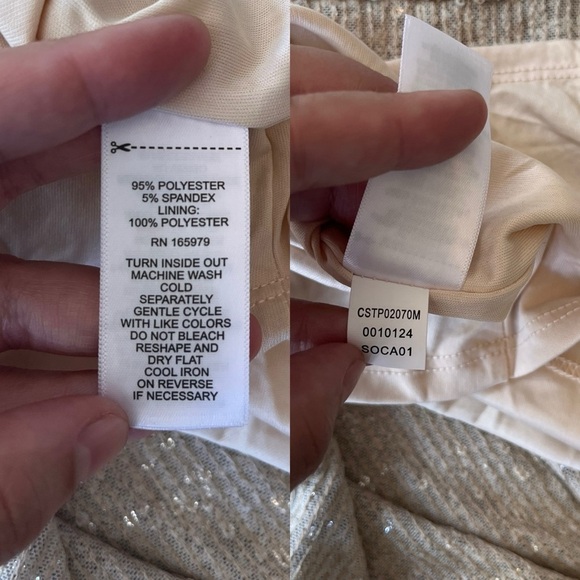 95% POLYESTER
5% SPANDEX
LINING:
100% POLYESTER
RN 165979
TURN INSIDE OUT
MACHINE WASH
COLD
SEPARATELY
GENTLE CYCLE
WITH LIKE COLORS
DO NOT BLEACH
RESHAPE AND
DRY FLAT
COOL IRON
ON REVERSE
IF NECESSARY
CSTP02070M
0010124
SOCA01